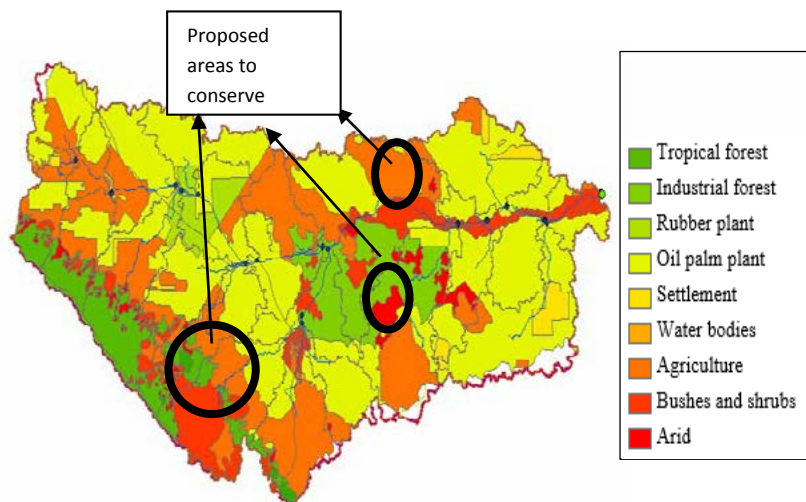 Proposed
areas to
conserve
Tropical forest
Industrial forest
Rubber plant
Oil palm plant
Settlement
Water bodies
Agriculture
Bushes and shrubs
Arid